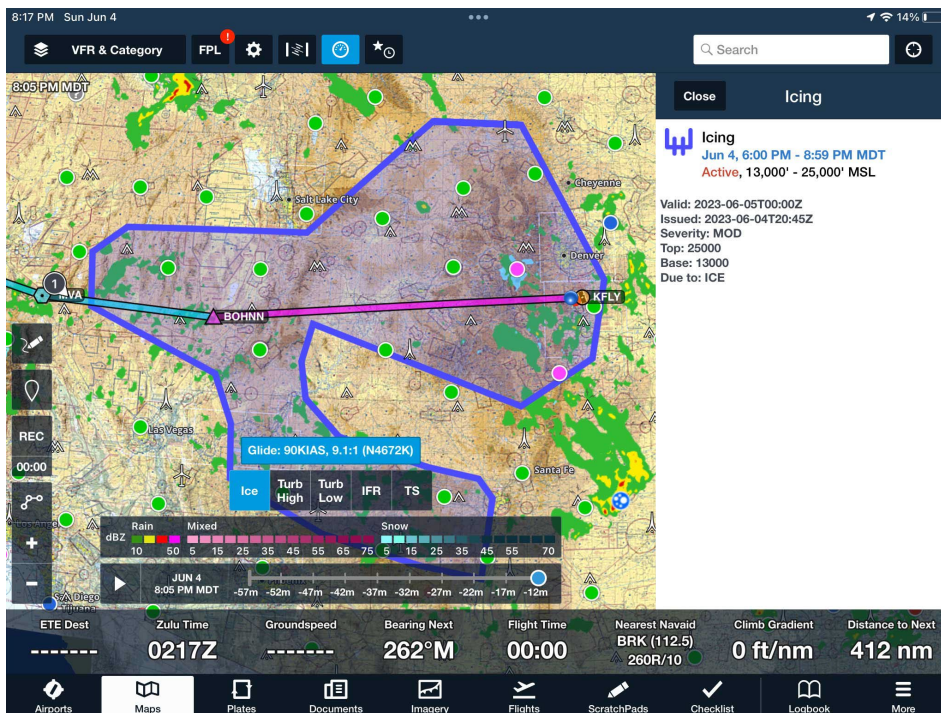 8:17 PM Sun Jun 4
14%
VFR & Category
FPL
!
Search
8:05 PM MDT
Salt Lake City
Cheyenne
Denver
KFLY
1
MVA
BOHNN
Las Vegas
REC
00:00
Glide: 90KIAS, 9.1:1 (N4672K)
Santa Fe
Ice
Turb High
Turb Low
IFR
TS
Rain Mixed Snow
dBZ
10 50 5 15 25 35 45 55 65 75 5 15 25 35 45 55 70
JUN 4
8:05 PM MDT
-57m -52m -47m -42m -37m -32m -27m -22m -17m -12m
San Diego
Tijuana
Close
Icing
Icing
Jun 4, 6:00 PM - 8:59 PM MDT
Active, 13,000' - 25,000' MSL
Valid: 2023-06-05T00:00Z
Issued: 2023-06-04T20:45Z
Severity: MOD
Top: 25000
Base: 13000
Due to: ICE
ETE Dest
-------
Zulu Time
0217Z
Groundspeed
-------
Bearing Next
262°M
Flight Time
00:00
Nearest Navaid
BRK (112.5)
260R/10
Climb Gradient
0 ft/nm
Distance to Next
412 nm
Airports
Maps
Plates
Documents
Imagery
Flights
ScratchPads
Checklist
Logbook
More